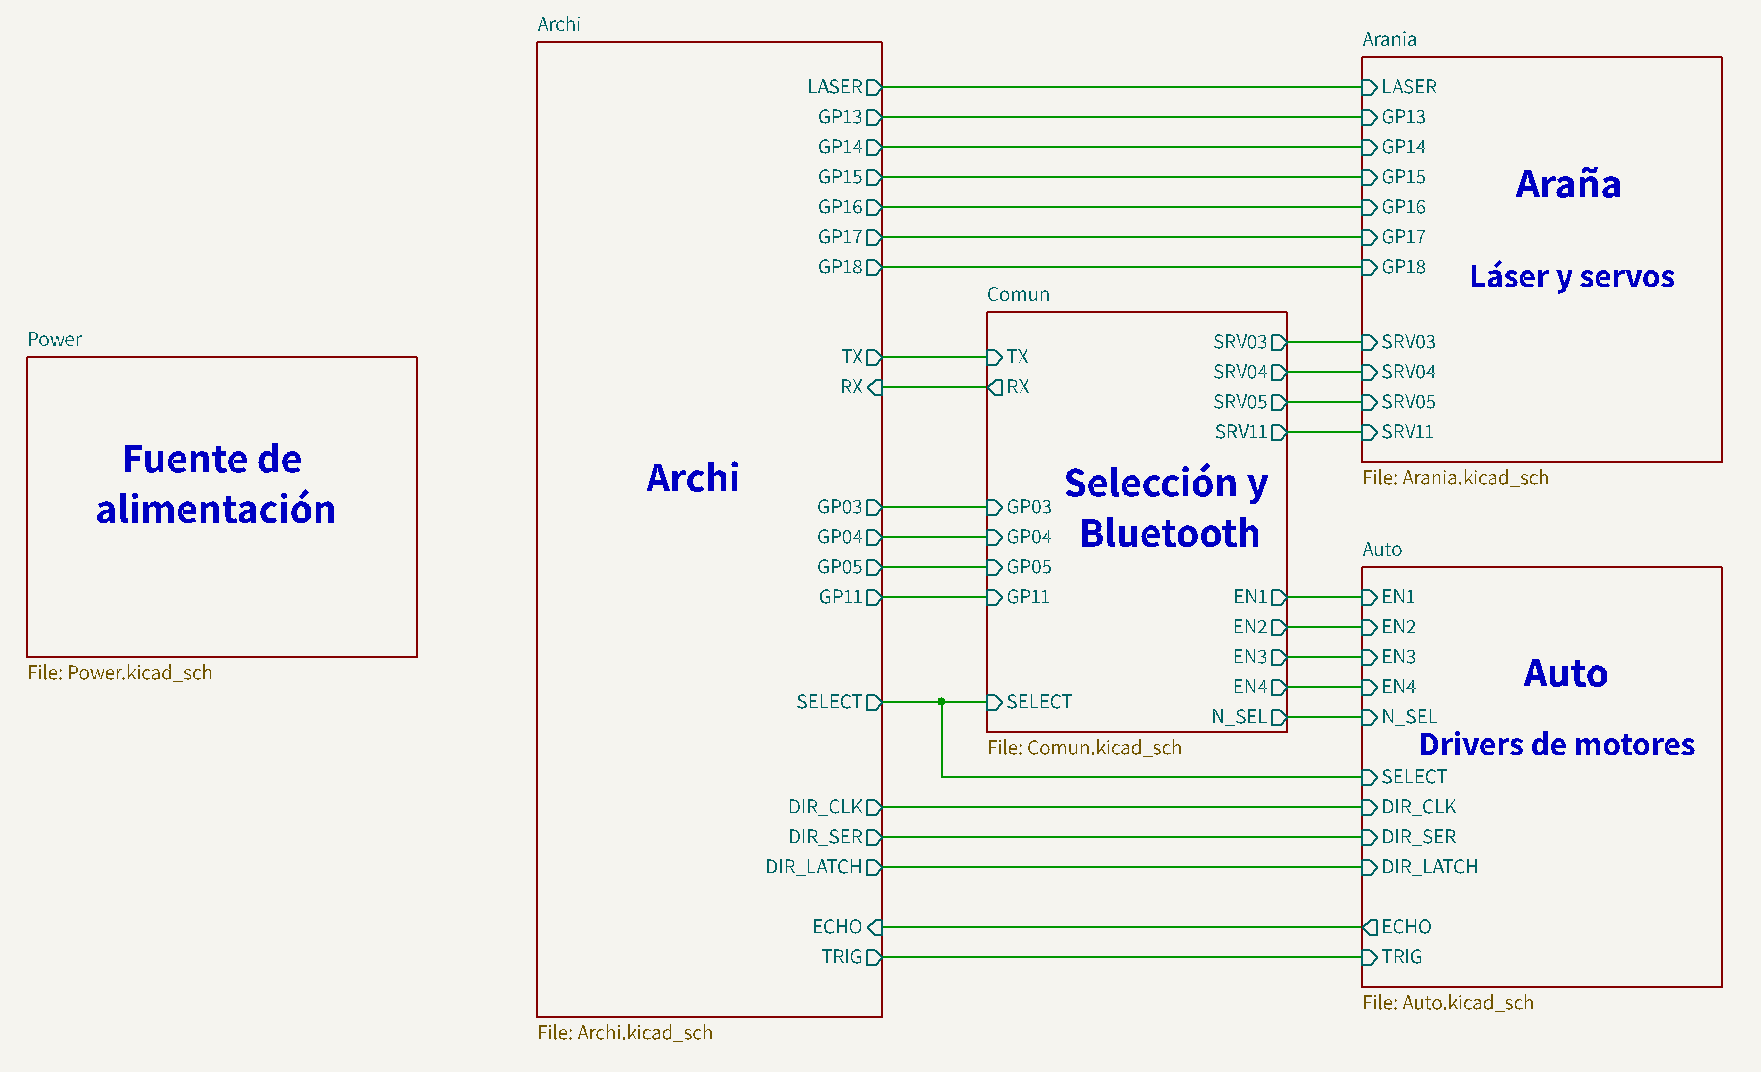 Power
Fuente de
alimentación
File: Power.kicad_sch
Archi
LASER
GP13
GP14
GP15
GP16
GP17
GP18
TX
RX
Archi
GP03
GP04
GP05
GP11
SELECT
DIR_CLK
DIR_SER
DIR_LATCH
ECHO
TRIG
File: Archi.kicad_sch
Comun
TX
RX
SRV03
SRV04
SRV05
SRV11
Selección y
Bluetooth
GP03
GP04
GP05
GP11
EN1
EN2
EN3
EN4
SELECT
N_SEL
File: Comun.kicad_sch
Arania
LASER
GP13
GP14
GP15
GP16
GP17
GP18
Araña
Láser y servos
SRV03
SRV04
SRV05
SRV11
File: Arania.kicad_sch
Auto
EN1
EN2
EN3
EN4
N_SEL
Auto
Drivers de motores
SELECT
DIR_CLK
DIR_SER
DIR_LATCH
ECHO
TRIG
File: Auto.kicad_sch